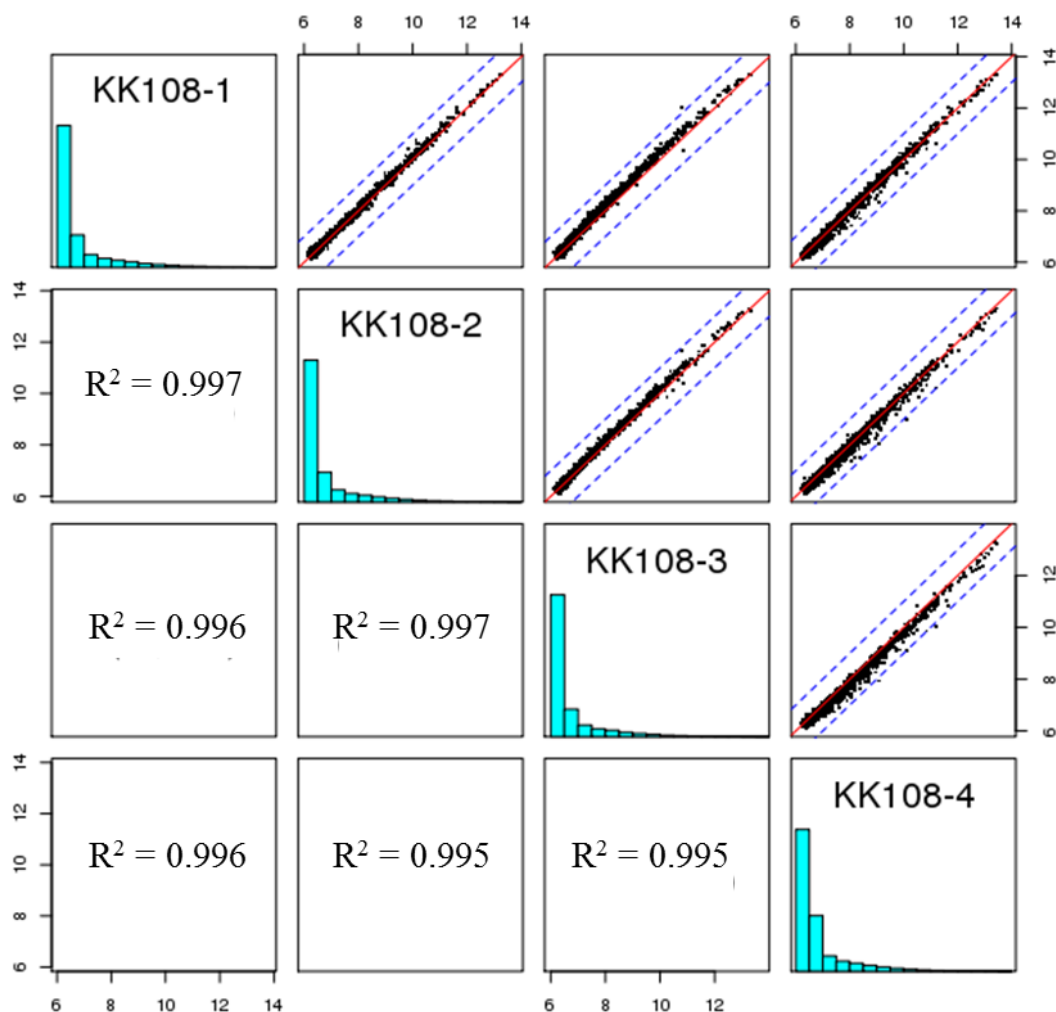 6 8 10 12 14 6 8 10 12 14
KK108-1
6 8 10 12 14
KK108-2
6 8 10 12 14
R² = 0.997
KK108-3
R² = 0.996 R² = 0.997
6 8 10 12
KK108-4
6 8 10 12 14
R² = 0.996 R² = 0.995 R² = 0.995
6 8 10 12 14 6 8 10 12